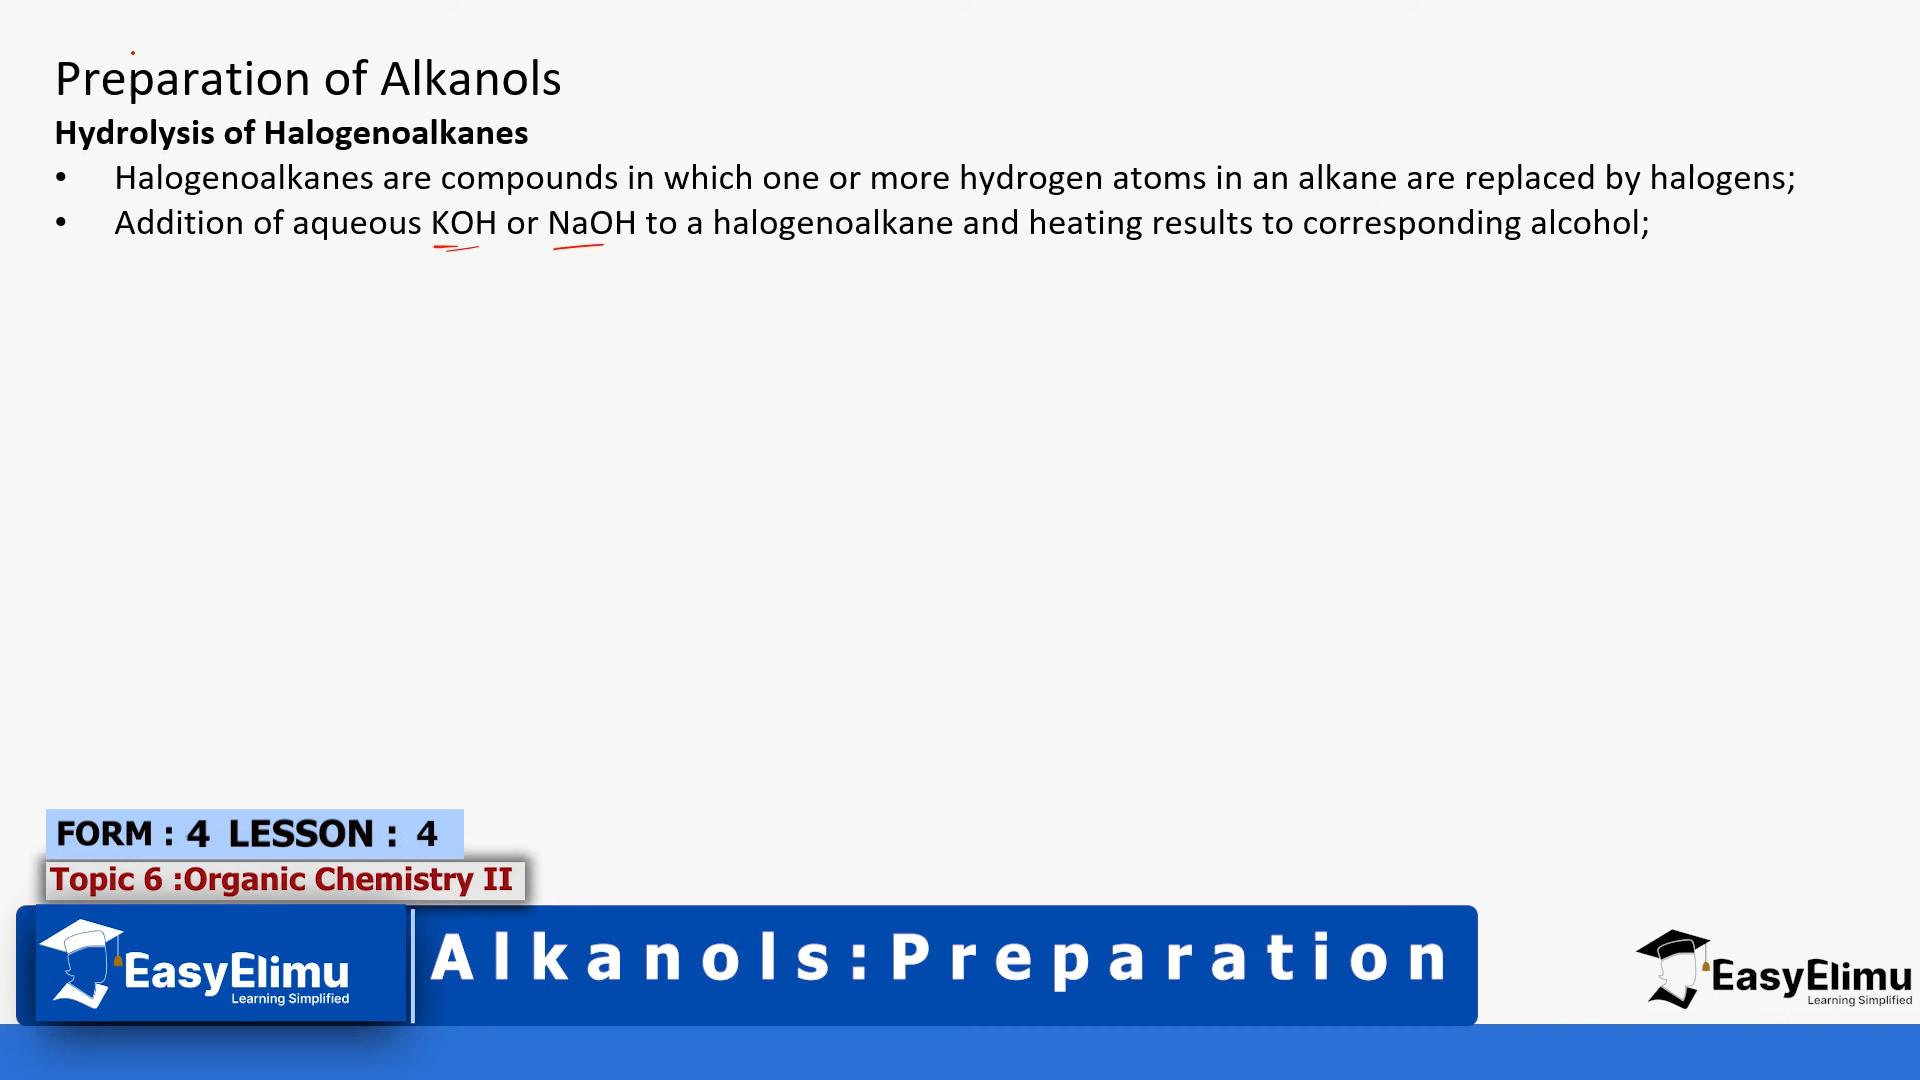 Preparation of Alkanols
Hydrolysis of Halogenoalkanes
• Halogenoalkanes are compounds in which one or more hydrogen atoms in an alkane are replaced by halogens;
• Addition of aqueous KOH or NaOH to a halogenoalkane and heating results to corresponding alcohol;
FORM : 4 LESSON : 4
Topic 6 :Organic Chemistry II
EasyElimu
Learning Simplified
Alkanols:Preparation
EasyElimu
Learning Simplified